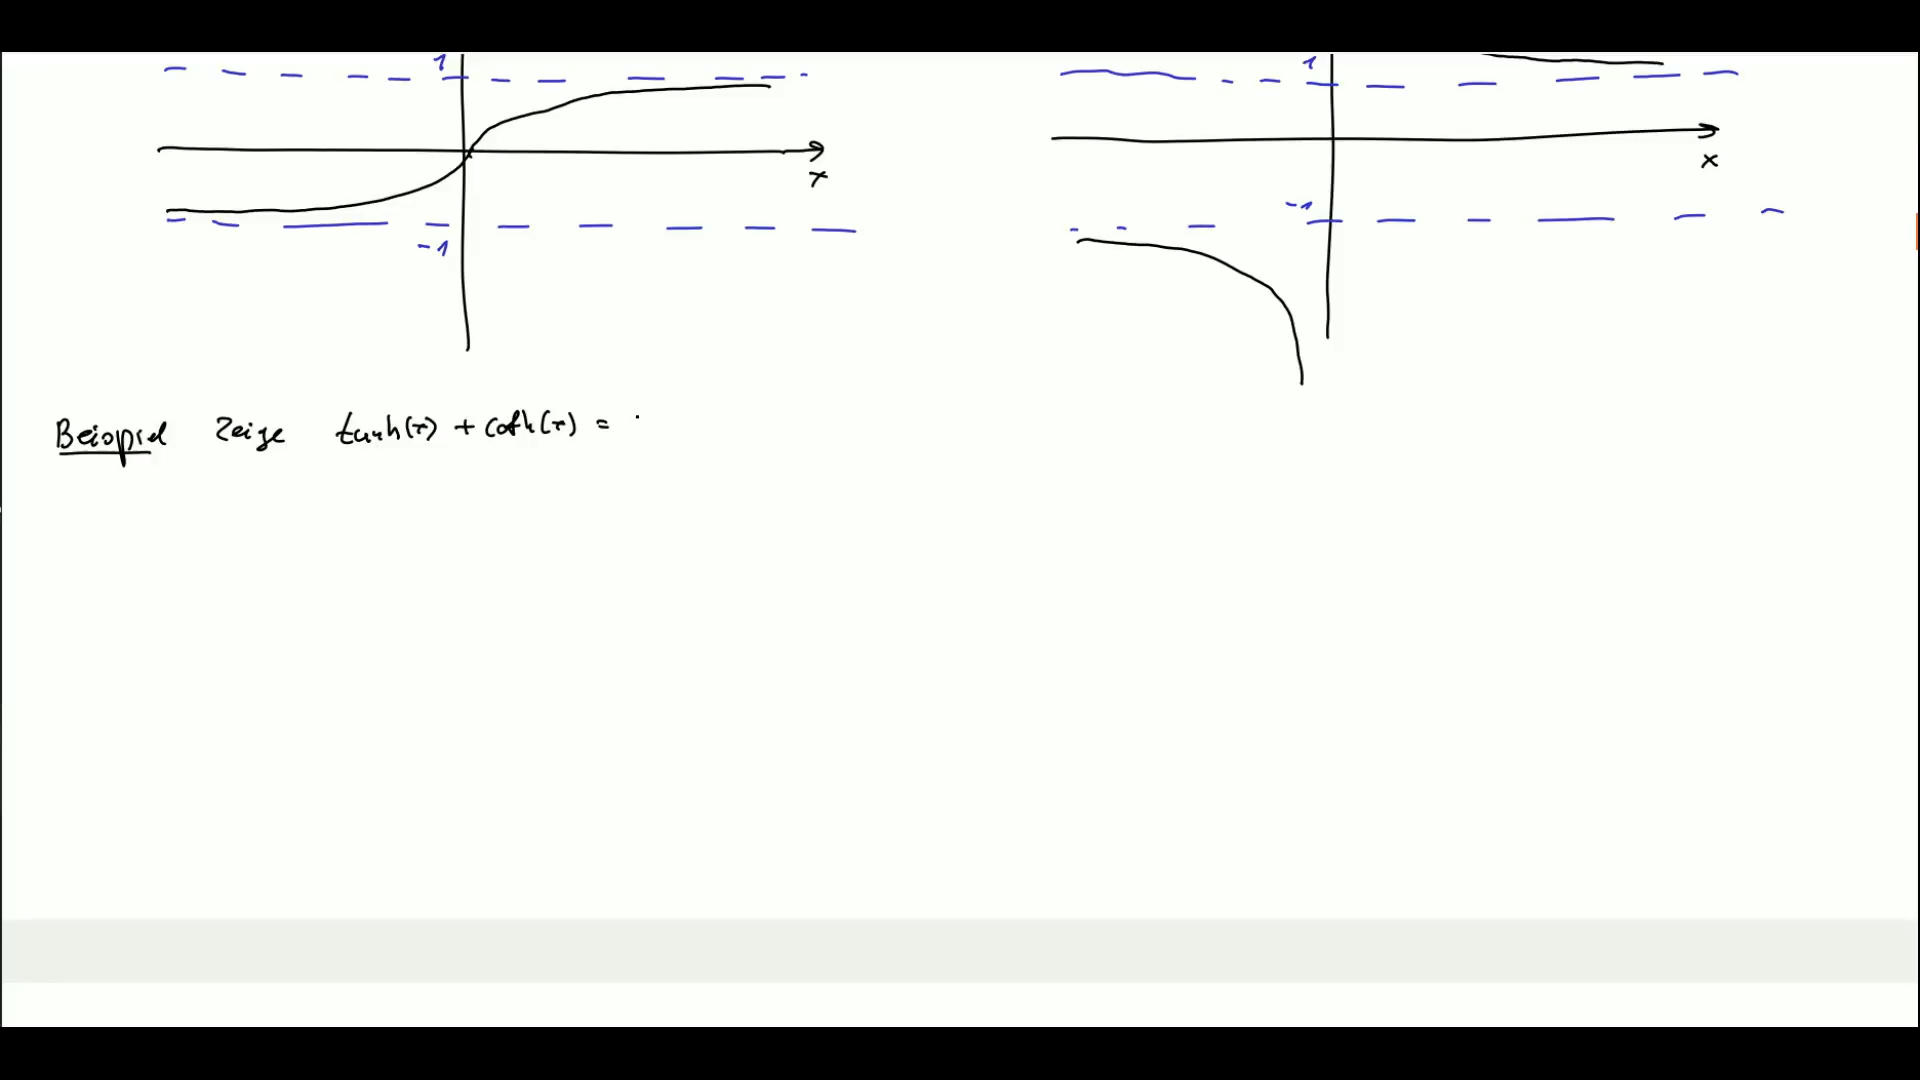 1
1
x
x
-1
-1
Beispiel Zeige tanh(x) + coth(x) =